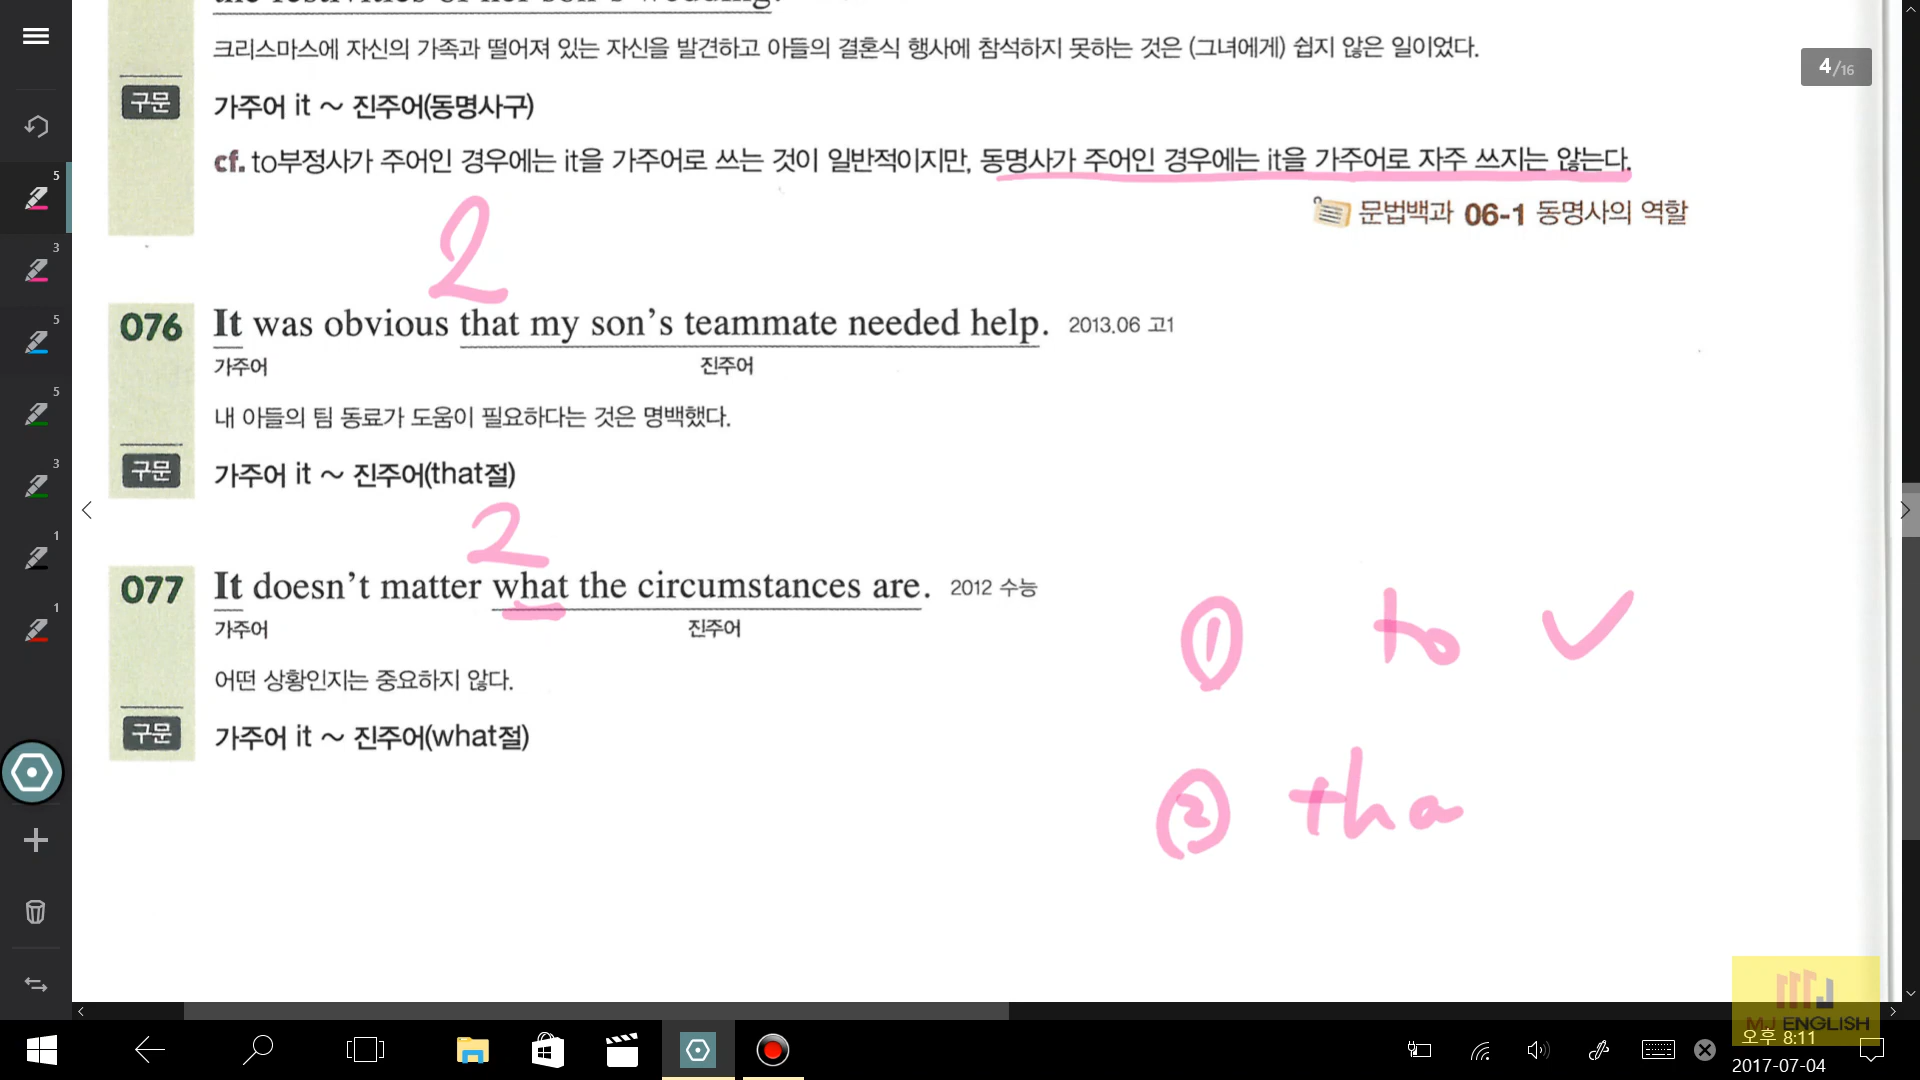 the festivities of her son's wedding.
크리스마스에 자신의 가족과 떨어져 있는 자신을 발견하고 아들의 결혼식 행사에 참석하지 못하는 것은 (그녀에게) 쉽지 않은 일이었다.
4/16
구문 가주어 it ~ 진주어(동명사구)
cf. to부정사가 주어인 경우에는 it을 가주어로 쓰는 것이 일반적이지만, 동명사가 주어인 경우에는 it을 가주어로 자주 쓰지는 않는다.
문법백과 06-1 동명사의 역할
2
076 It was obvious that my son's teammate needed help. 2013.06 고1
가주어 진주어
내 아들의 팀 동료가 도움이 필요하다는 것은 명백했다.
구문 가주어 it ~ 진주어(that절)
2
077 It doesn't matter what the circumstances are. 2012 수능
가주어 진주어
어떤 상황인지는 중요하지 않다.
구문 가주어 it ~ 진주어(what절)
① to ✓
② tha
5
3
5
5
3
1
1
MJ ENGLISH
오후 8:11
2017-07-04